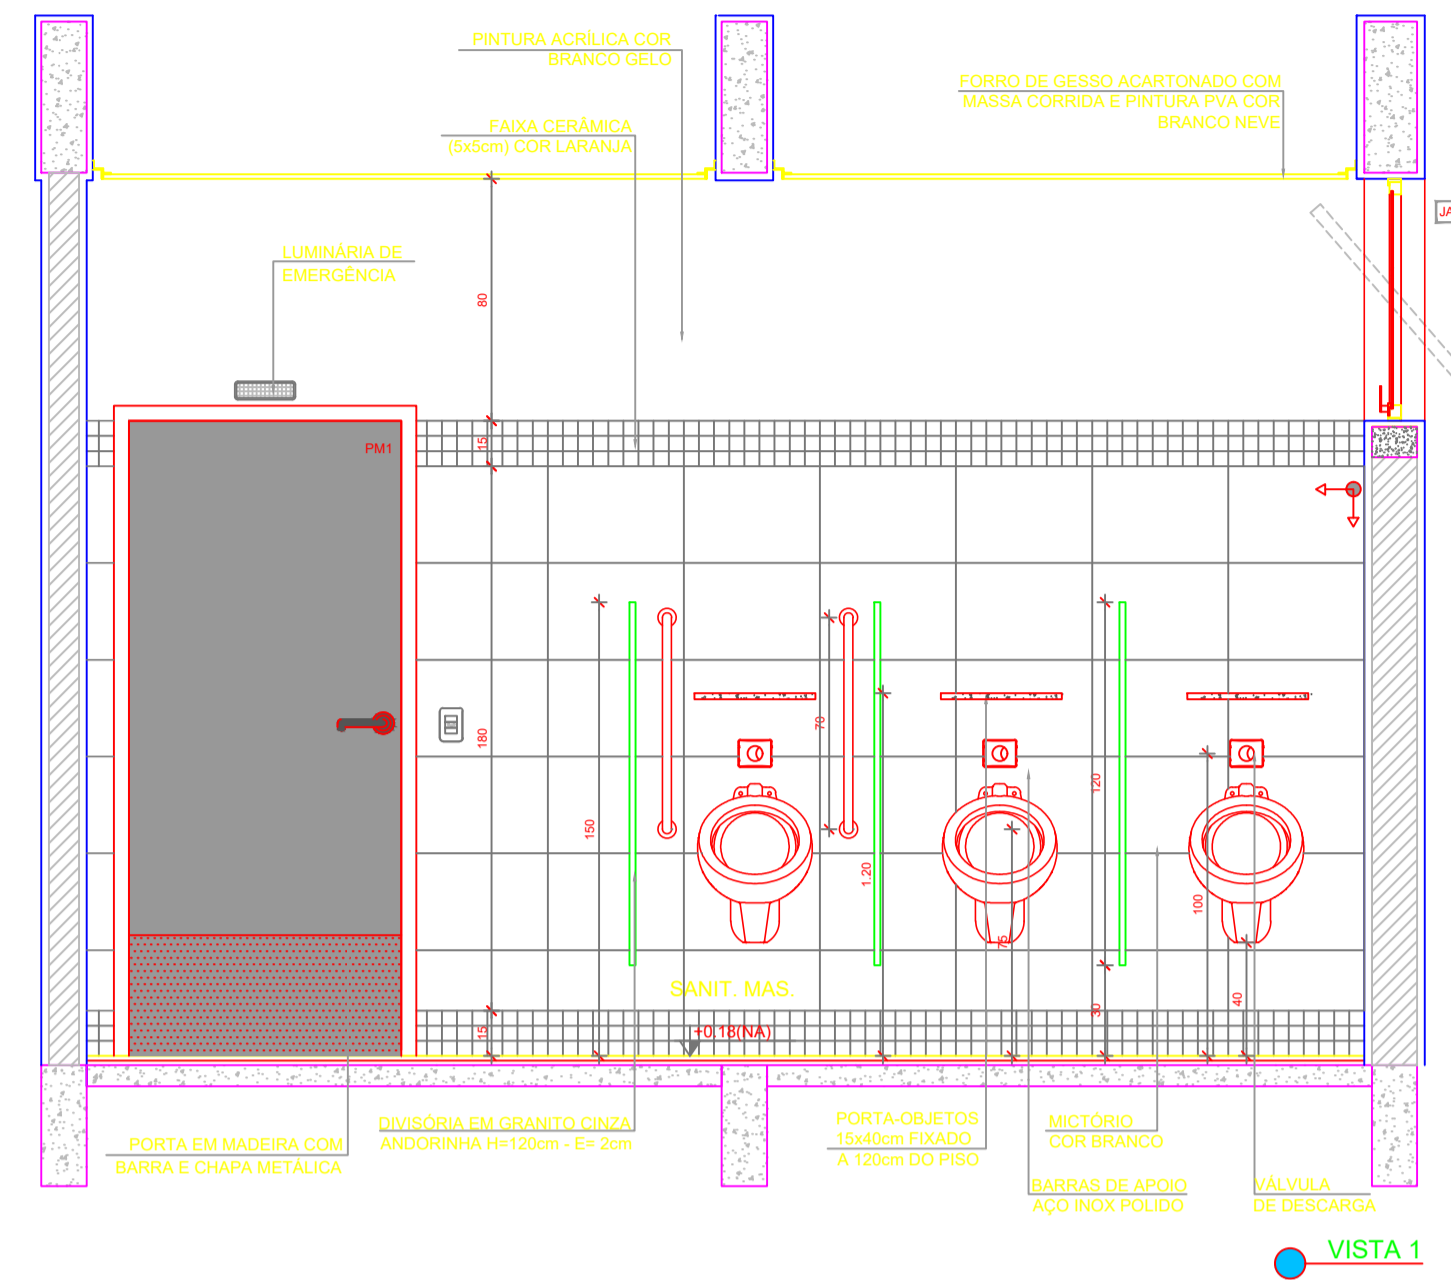 PINTURA ACRÍLICA COR
BRANCO GELO
FORRO DE GESSO ACARTONADO COM
MASSA CORRIDA E PINTURA PVA COR
BRANCO NEVE
FAIXA CERÂMICA
(5x5cm) COR LARANJA
JA
LUMINÁRIA DE
EMERGÊNCIA
80
15
PM1
180
70
150
120
1.20
100
75
SANIT. MAS.
40
30
15
+0.18(NA)
PORTA EM MADEIRA COM
BARRA E CHAPA METÁLICA
DIVISÓRIA EM GRANITO CINZA
ANDORINHA H=120cm - E= 2cm
PORTA-OBJETOS
15x40cm FIXADO
A 120cm DO PISO
MICTÓRIO
COR BRANCO
BARRAS DE APOIO
AÇO INOX POLIDO
VÁLVULA
DE DESCARGA
VISTA 1